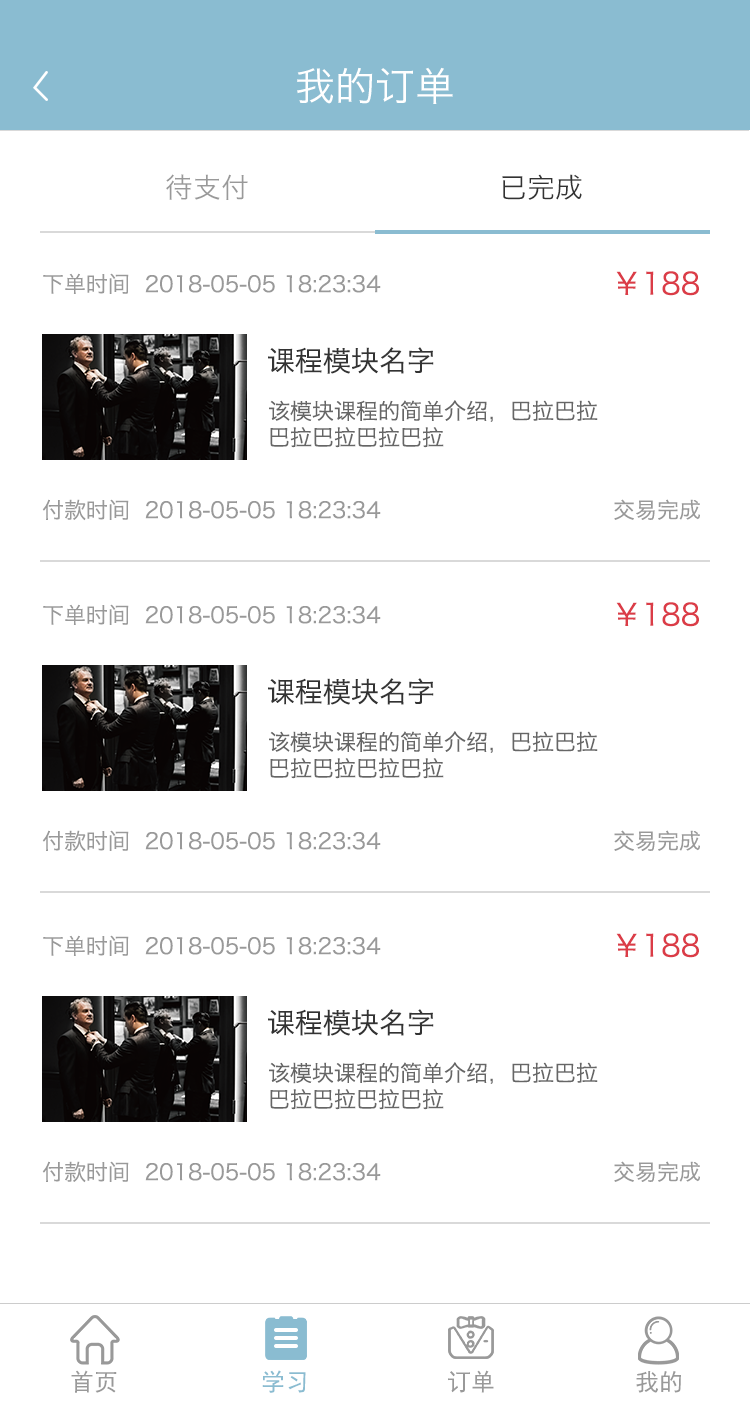 我的订单
待支付 已完成
下单时间 2018-05-05 18:23:34 ￥188
课程模块名字
该模块课程的简单介绍，巴拉巴拉
巴拉巴拉巴拉巴拉
付款时间 2018-05-05 18:23:34 交易完成
下单时间 2018-05-05 18:23:34 ￥188
课程模块名字
该模块课程的简单介绍，巴拉巴拉
巴拉巴拉巴拉巴拉
付款时间 2018-05-05 18:23:34 交易完成
下单时间 2018-05-05 18:23:34 ￥188
课程模块名字
该模块课程的简单介绍，巴拉巴拉
巴拉巴拉巴拉巴拉
付款时间 2018-05-05 18:23:34 交易完成
首页 学习 订单 我的